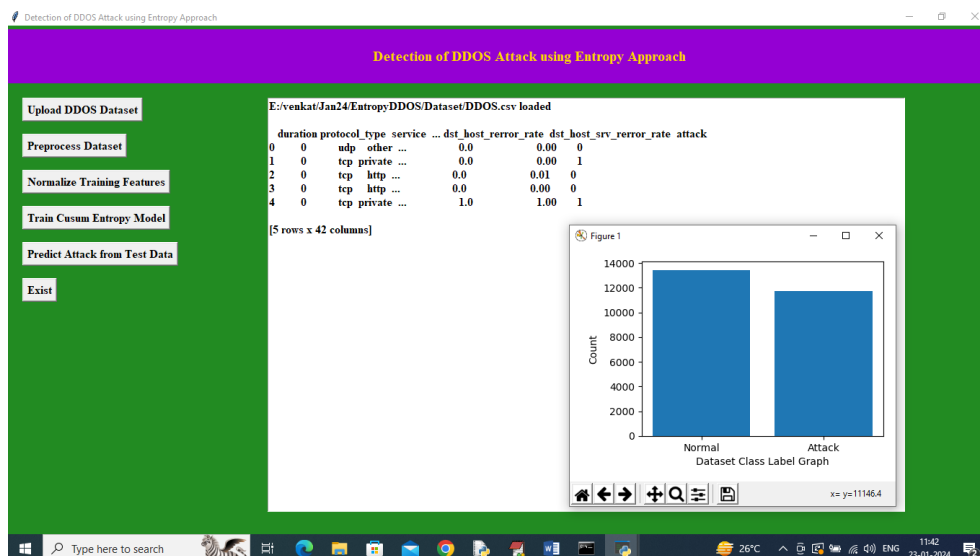 Detection of DDOS Attack using Entropy Approach
Detection of DDOS Attack using Entropy Approach
Upload DDOS Dataset
Preprocess Dataset
Normalize Training Features
Train Cusum Entropy Model
Predict Attack from Test Data
Exist
E:/venkat/Jan24/EntropyDDOS/Dataset/DDOS.csv loaded
duration protocol_type service ... dst_host_rerror_rate dst_host_srv_rerror_rate attack
0 0 udp other ... 0.0 0.00 0
1 0 tcp private ... 0.0 0.00 1
2 0 tcp http ... 0.0 0.01 0
3 0 tcp http ... 0.0 0.00 0
4 0 tcp private ... 1.0 1.00 1
[5 rows x 42 columns]
Figure 1
14000
12000
10000
8000
6000
4000
2000
0
Count
Normal Attack
Dataset Class Label Graph
x= y=11146.4
Type here to search
26°C
ENG
11:42
23-01-2024